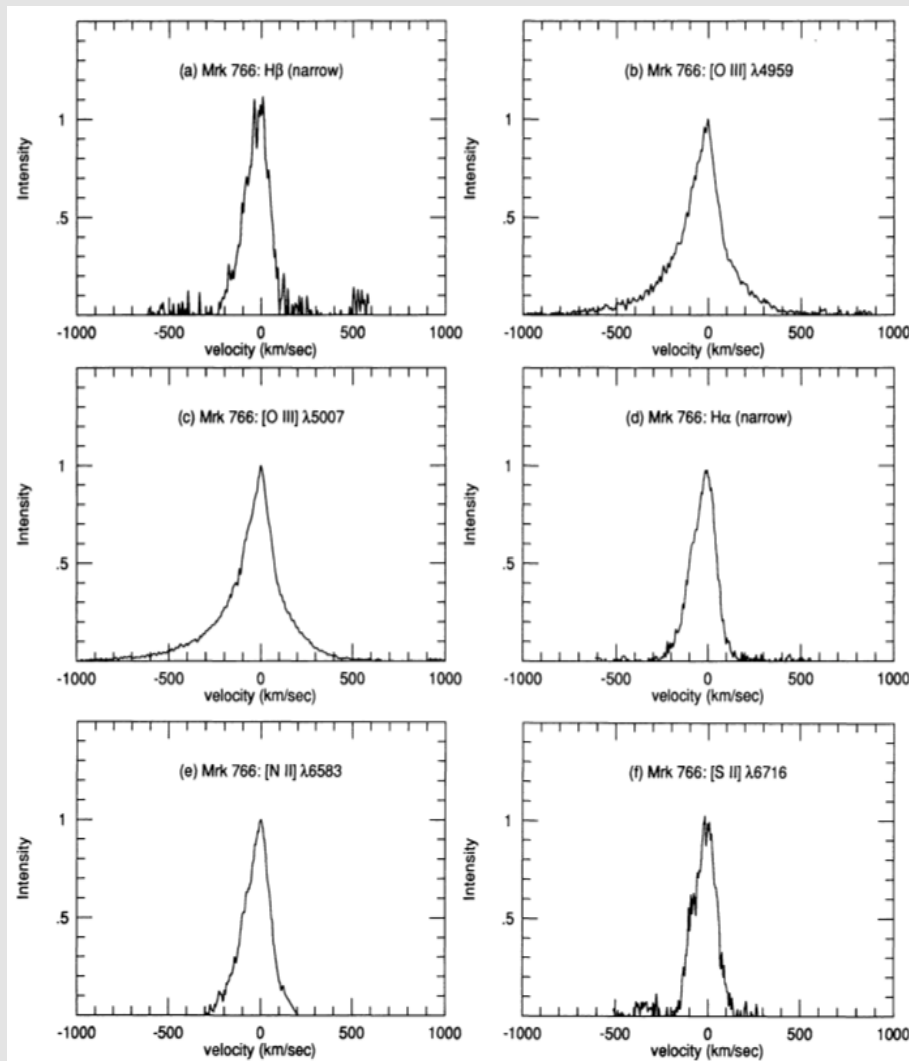 (a) Mrk 766: Hβ (narrow)
Intensity
1
.5
-1000 -500 0 500 1000
velocity (km/sec)
(b) Mrk 766: [O III] λ4959
Intensity
1
.5
-1000 -500 0 500 1000
velocity (km/sec)
(c) Mrk 766: [O III] λ5007
Intensity
1
.5
-1000 -500 0 500 1000
velocity (km/sec)
(d) Mrk 766: Hα (narrow)
Intensity
1
.5
-1000 -500 0 500 1000
velocity (km/sec)
(e) Mrk 766: [N II] λ6583
Intensity
1
.5
-1000 -500 0 500 1000
velocity (km/sec)
(f) Mrk 766: [S II] λ6716
Intensity
1
.5
-1000 -500 0 500 1000
velocity (km/sec)